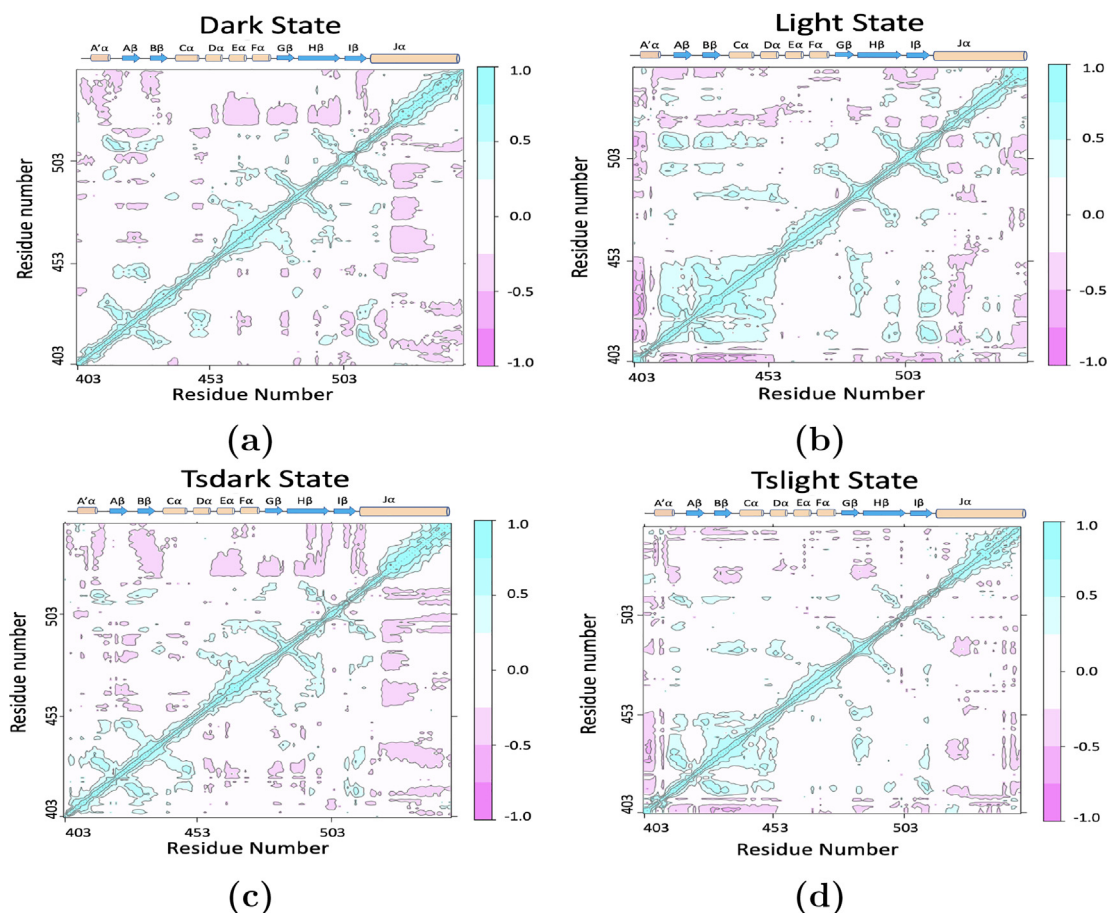 Dark State
A'α Aβ Bβ Cα Dα Eα Fα Gβ Hβ Iβ Jα
Residue number
503
453
403
403 453 503
Residue Number
1.0
0.5
0.0
-0.5
-1.0
(a)
Light State
A'α Aβ Bβ Cα Dα Eα Fα Gβ Hβ Iβ Jα
Residue number
503
453
403
403 453 503
Residue Number
1.0
0.5
0.0
-0.5
-1.0
(b)
Tsdark State
A'α Aβ Bβ Cα Dα Eα Fα Gβ Hβ Iβ Jα
Residue number
503
453
403
403 453 503
Residue Number
1.0
0.5
0.0
-0.5
-1.0
(c)
Tslight State
A'α Aβ Bβ Cα Dα Eα Fα Gβ Hβ Iβ Jα
Residue number
503
453
403
403 453 503
Residue Number
1.0
0.5
0.0
-0.5
-1.0
(d)